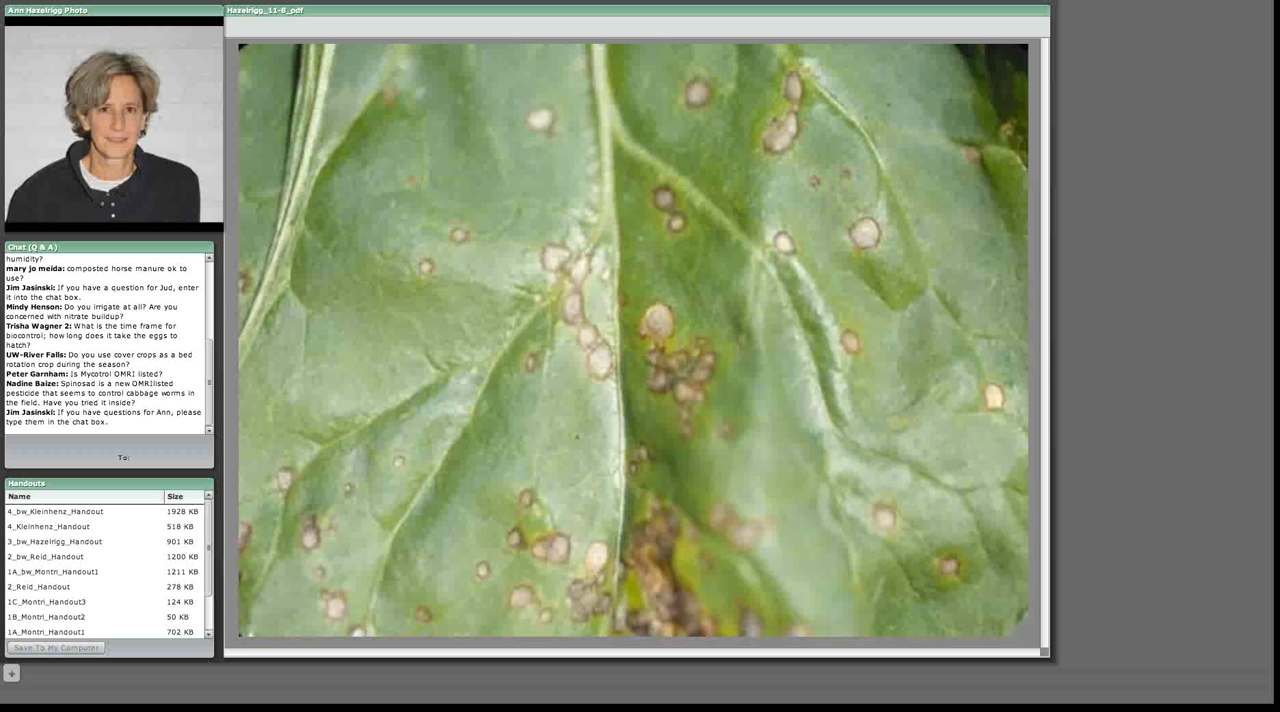 Ann Hazelrigg Photo
Hazelrigg_11-8_pdf
Chat (Q & A)
humidity?
mary jo meida: composted horse manure ok to
use?
Jim Jasinski: If you have a question for Jud, enter
it into the chat box.
Mindy Henson: Do you irrigate at all? Are you
concerned with nitrate buildup?
Trisha Wagner 2: What is the time frame for
biocontrol; how long does it take the eggs to
hatch?
UW-River Falls: Do you use cover crops as a bed
rotation crop during the season?
Peter Garnham: Is Mycotrol OMRI listed?
Nadine Baize: Spinosad is a new OMRIlisted
pesticide that seems to control cabbage worms in
the field. Have you tried it inside?
Jim Jasinski: If you have questions for Ann, please
type them in the chat box.
To:
Handouts
Name Size
4_bw_Kleinhenz_Handout 1928 KB
4_Kleinhenz_Handout 518 KB
3_bw_Hazelrigg_Handout 901 KB
2_bw_Reid_Handout 1200 KB
1A_bw_Montri_Handout1 1211 KB
2_Reid_Handout 278 KB
1C_Montri_Handout3 124 KB
1B_Montri_Handout2 50 KB
1A_Montri_Handout1 702 KB
Save To My Computer